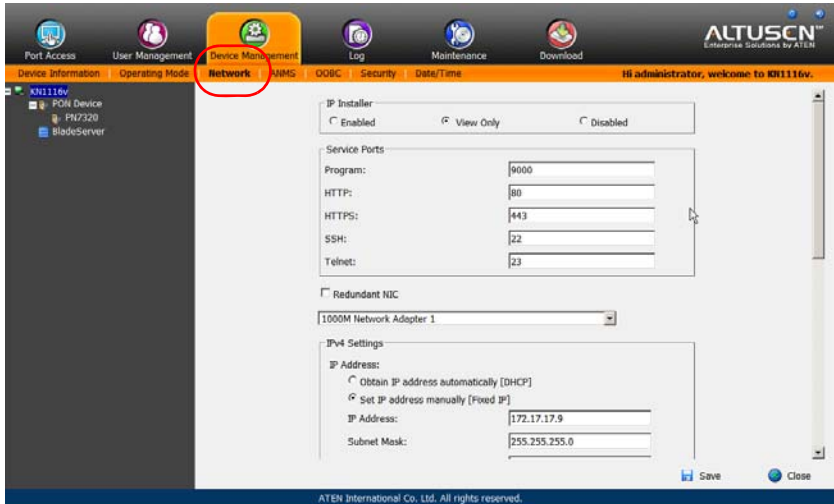 ALTUSEN™
Enterprise Solutions by ATEN
Port Access
User Management
Device Management
Log
Maintenance
Download
Device Information
Operating Mode
Network
ANMS
OOBC
Security
Date/Time
Hi administrator, welcome to KN1116v.
KN1116v
PON Device
PN7320
BladeServer
IP Installer
Enabled
View Only
Disabled
Service Ports
Program: 9000
HTTP: 80
HTTPS: 443
SSH: 22
Telnet: 23
Redundant NIC
1000M Network Adapter 1
IPv4 Settings
IP Address:
Obtain IP address automatically [DHCP]
Set IP address manually [Fixed IP]
IP Address: 172.17.17.9
Subnet Mask: 255.255.255.0
Save
Close
ATEN International Co. Ltd. All rights reserved.